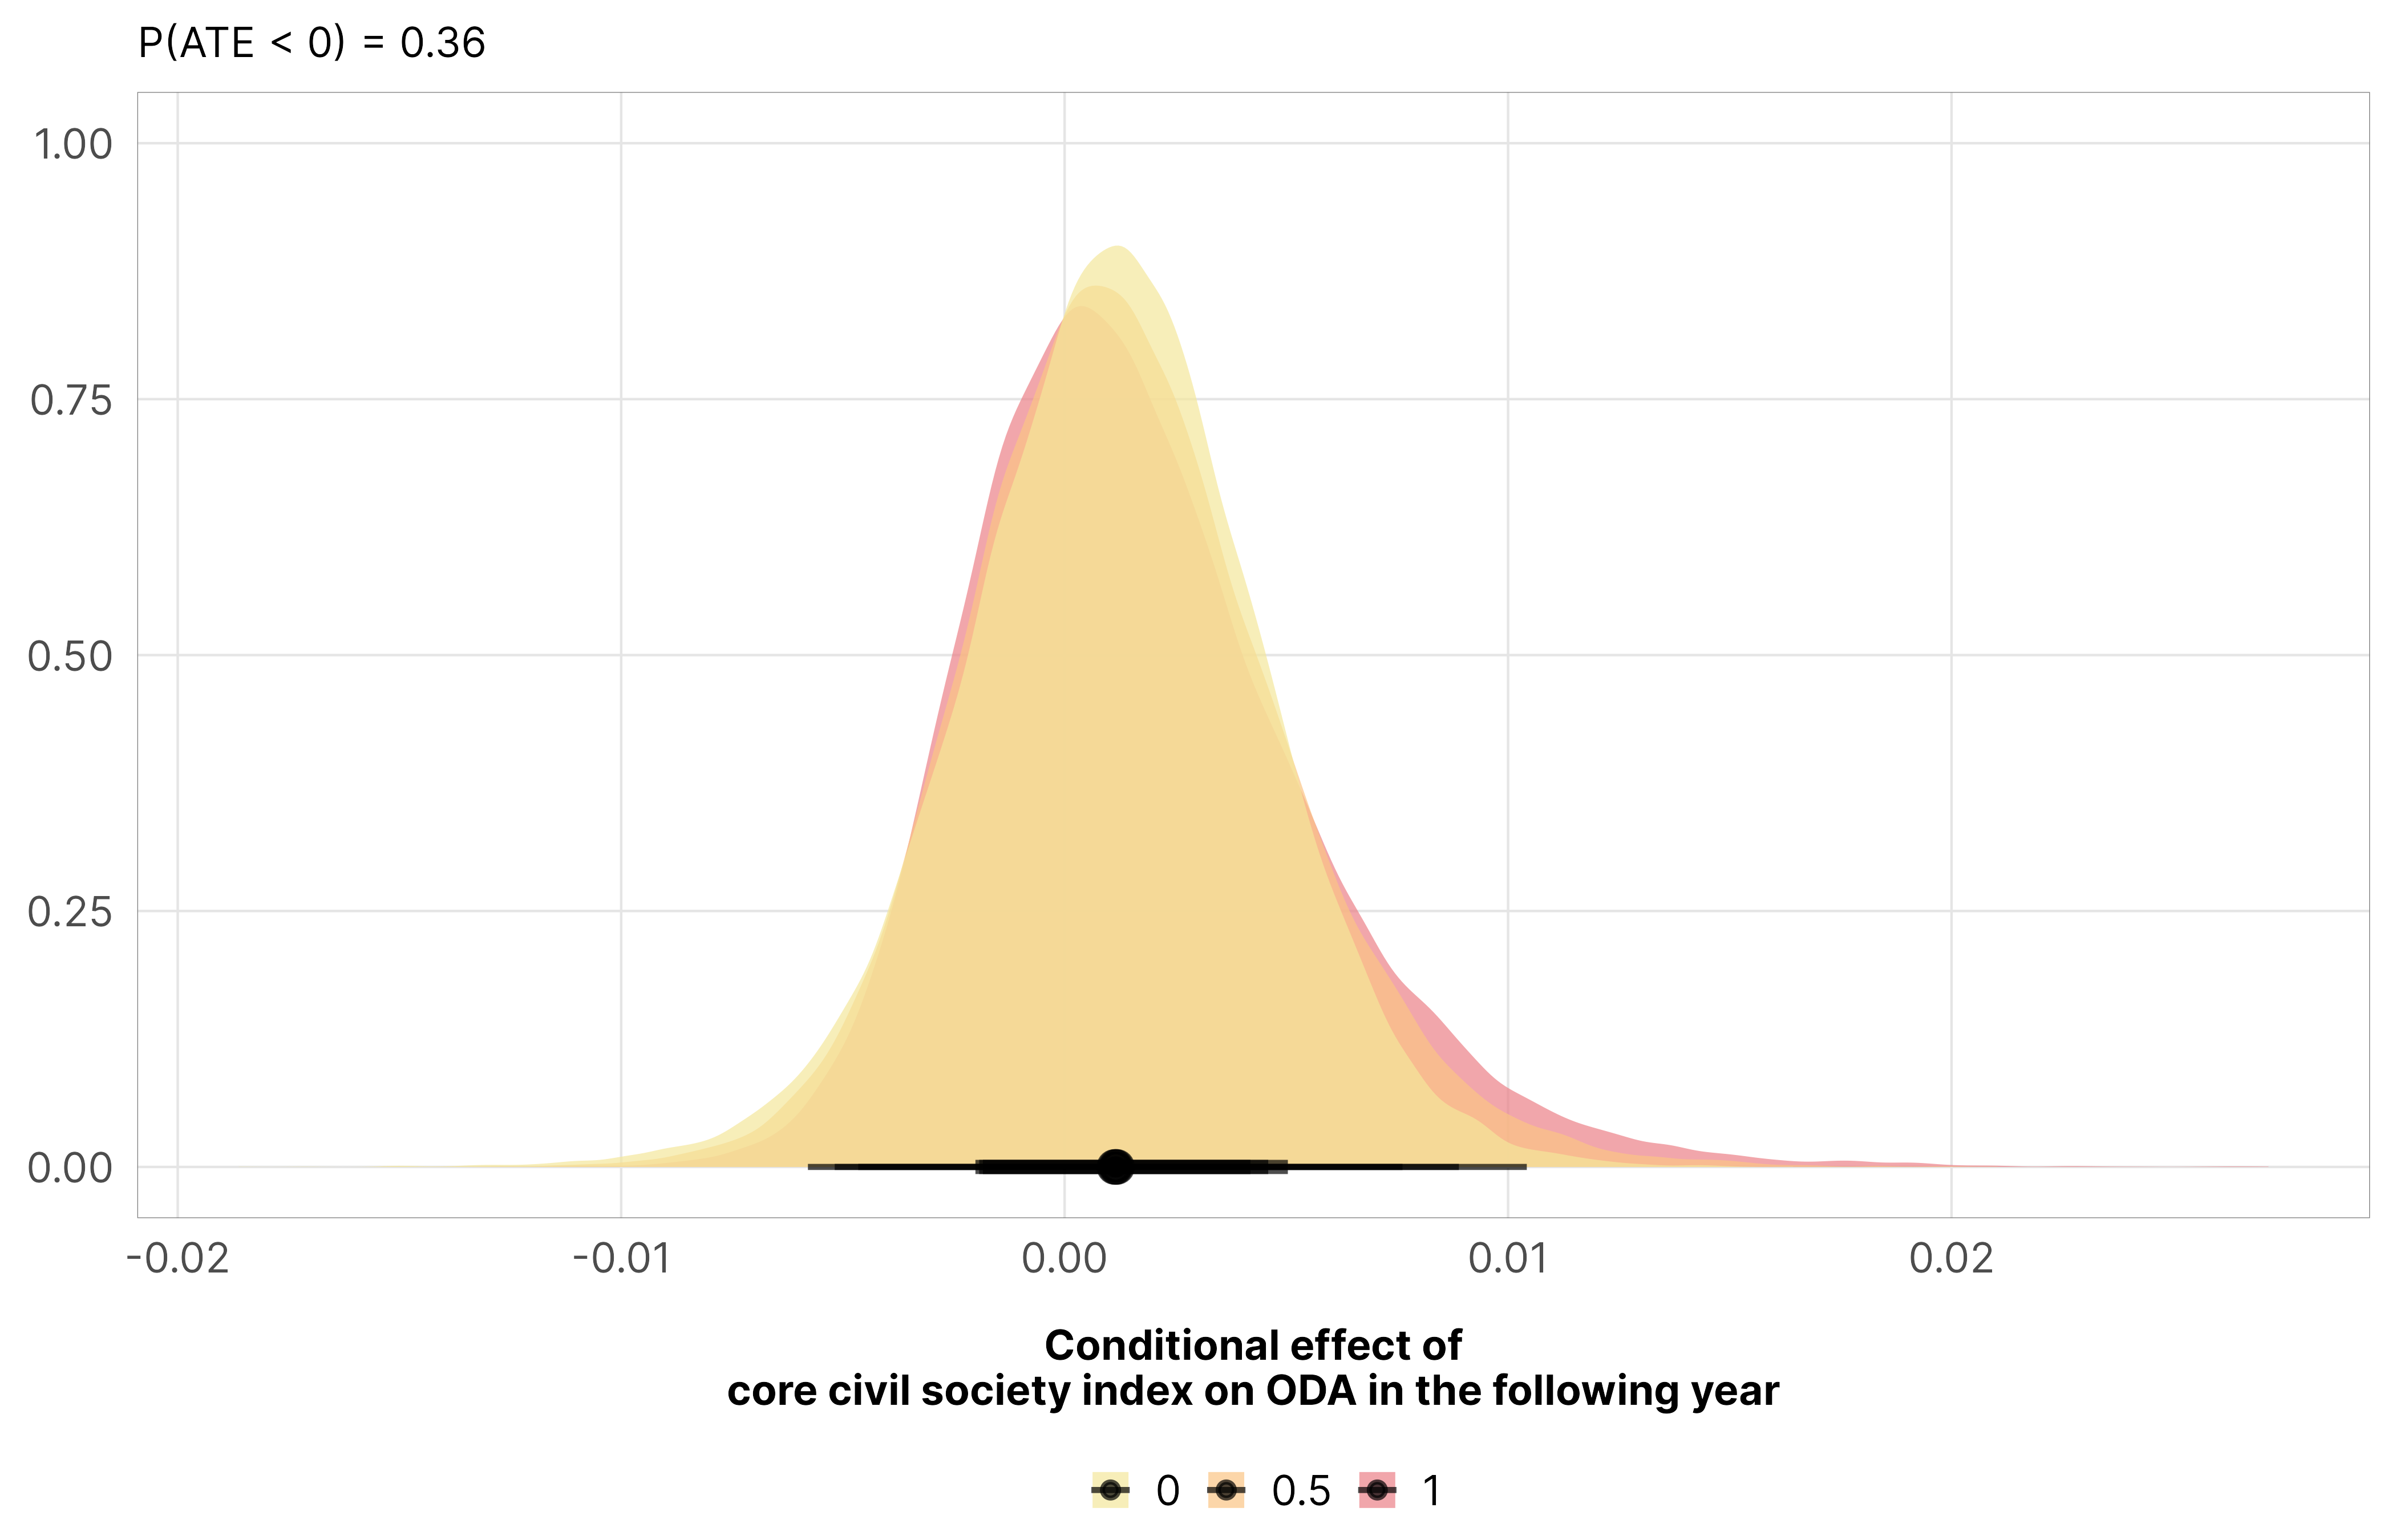 P(ATE < 0) = 0.36
1.00
0.75
0.50
0.25
0.00
-0.02 -0.01 0.00 0.01 0.02
Conditional effect of
core civil society index on ODA in the following year
0 0.5 1